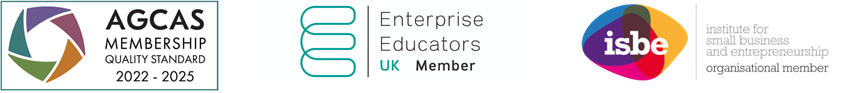 AGCAS
MEMBERSHIP
QUALITY STANDARD
2022 - 2025
Enterprise
Educators
UK Member
isbe
institute for
small business
and entrepreneurship
organisational member